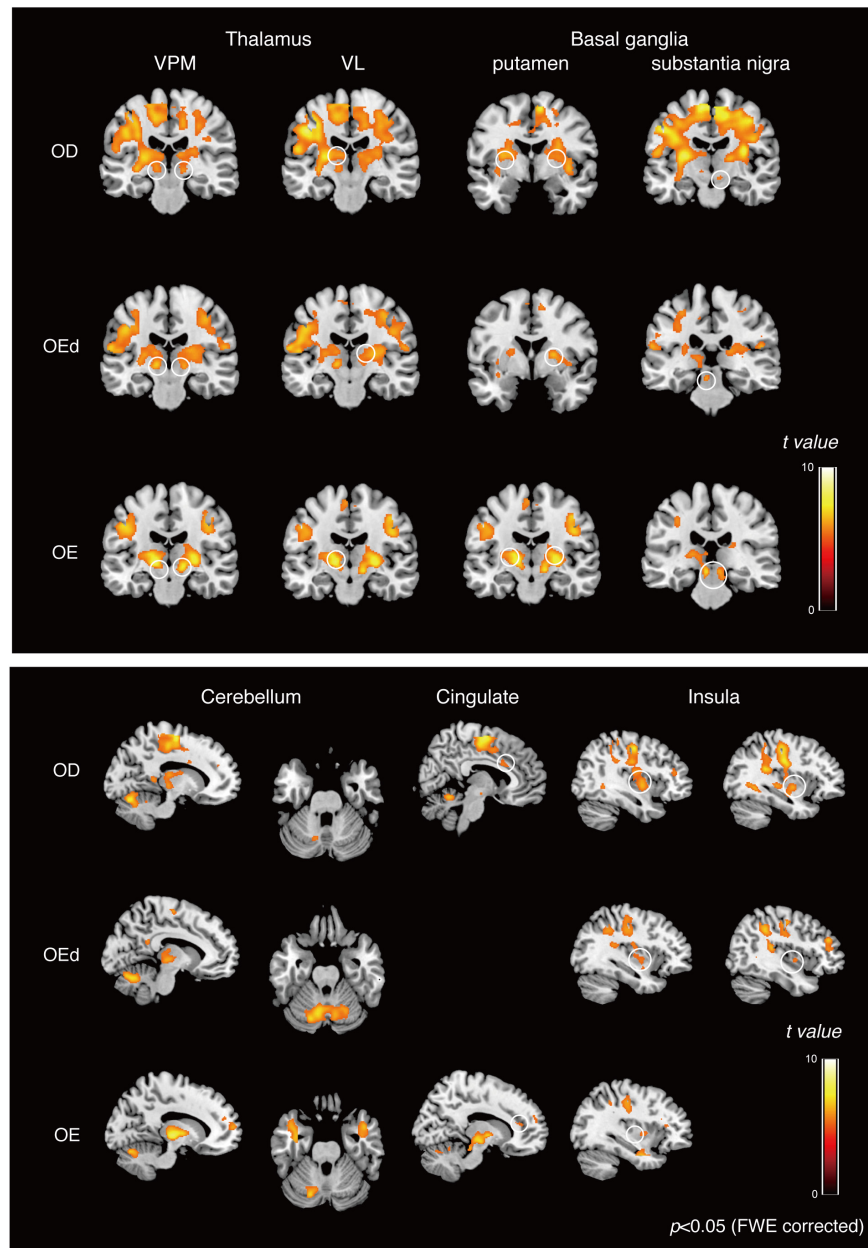 Thalamus Basal ganglia
VPM VL putamen substantia nigra
OD
OEd
t value
10
OE
0
Cerebellum Cingulate Insula
OD
OEd
t value
10
OE
0
p<0.05 (FWE corrected)